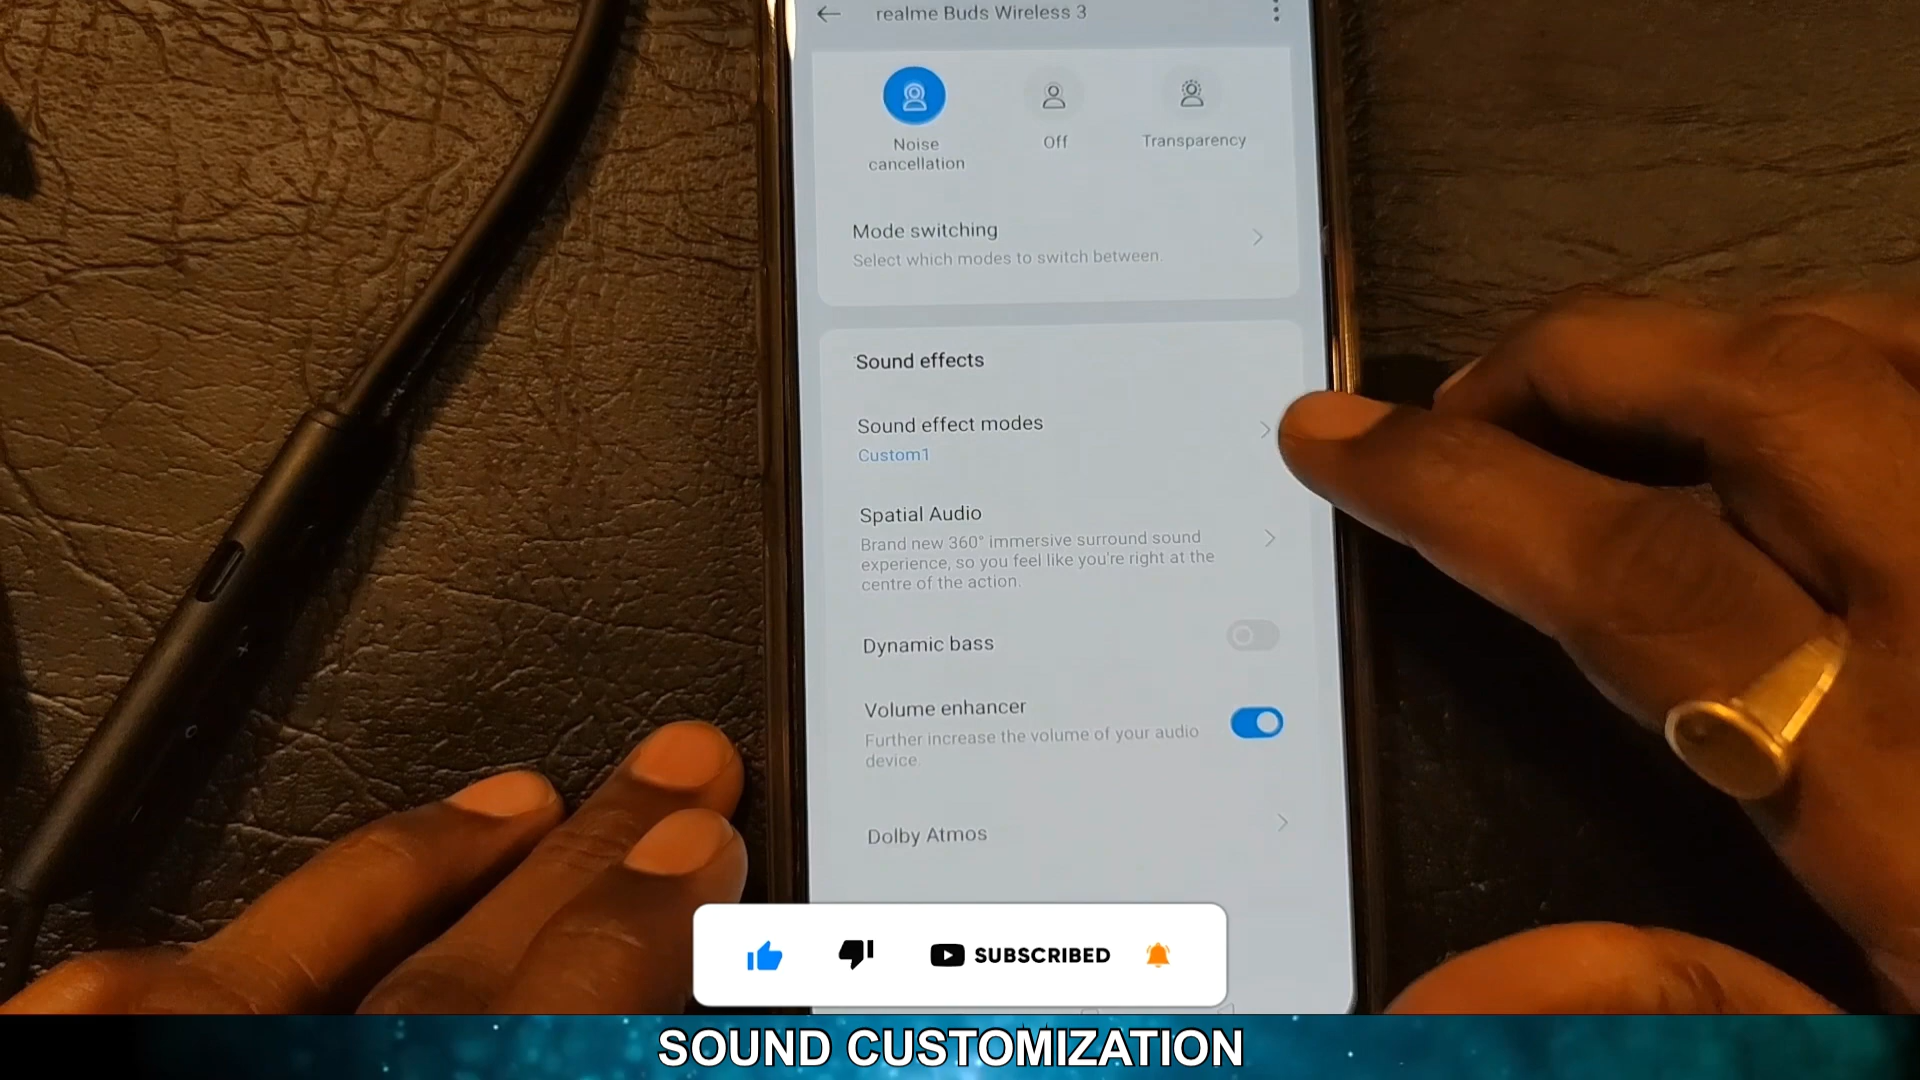 realme Buds Wireless 3
Noise
cancellation
Off
Transparency
Mode switching
Select which modes to switch between.
Sound effects
Sound effect modes
Custom1
Spatial Audio
Brand new 360° immersive surround sound
experience, so you feel like you're right at the
centre of the action.
Dynamic bass
Volume enhancer
Further increase the volume of your audio
device.
Dolby Atmos
SUBSCRIBED
SOUND CUSTOMIZATION